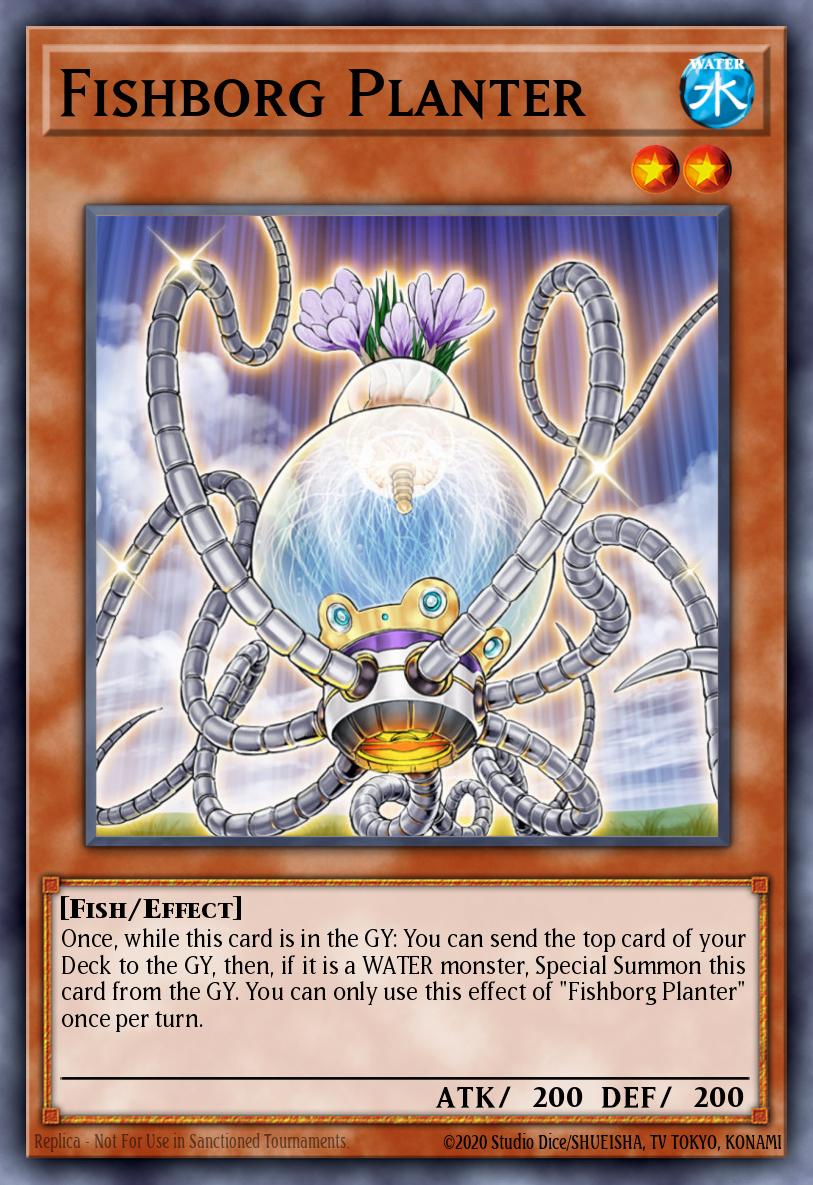 Fishborg Planter
WATER
水
[Fish/Effect]
Once, while this card is in the GY: You can send the top card of your
Deck to the GY, then, if it is a WATER monster, Special Summon this
card from the GY. You can only use this effect of "Fishborg Planter"
once per turn.
ATK/ 200 DEF/ 200
Replica - Not For Use in Sanctioned Tournaments.
©2020 Studio Dice/SHUEISHA, TV TOKYO, KONAMI